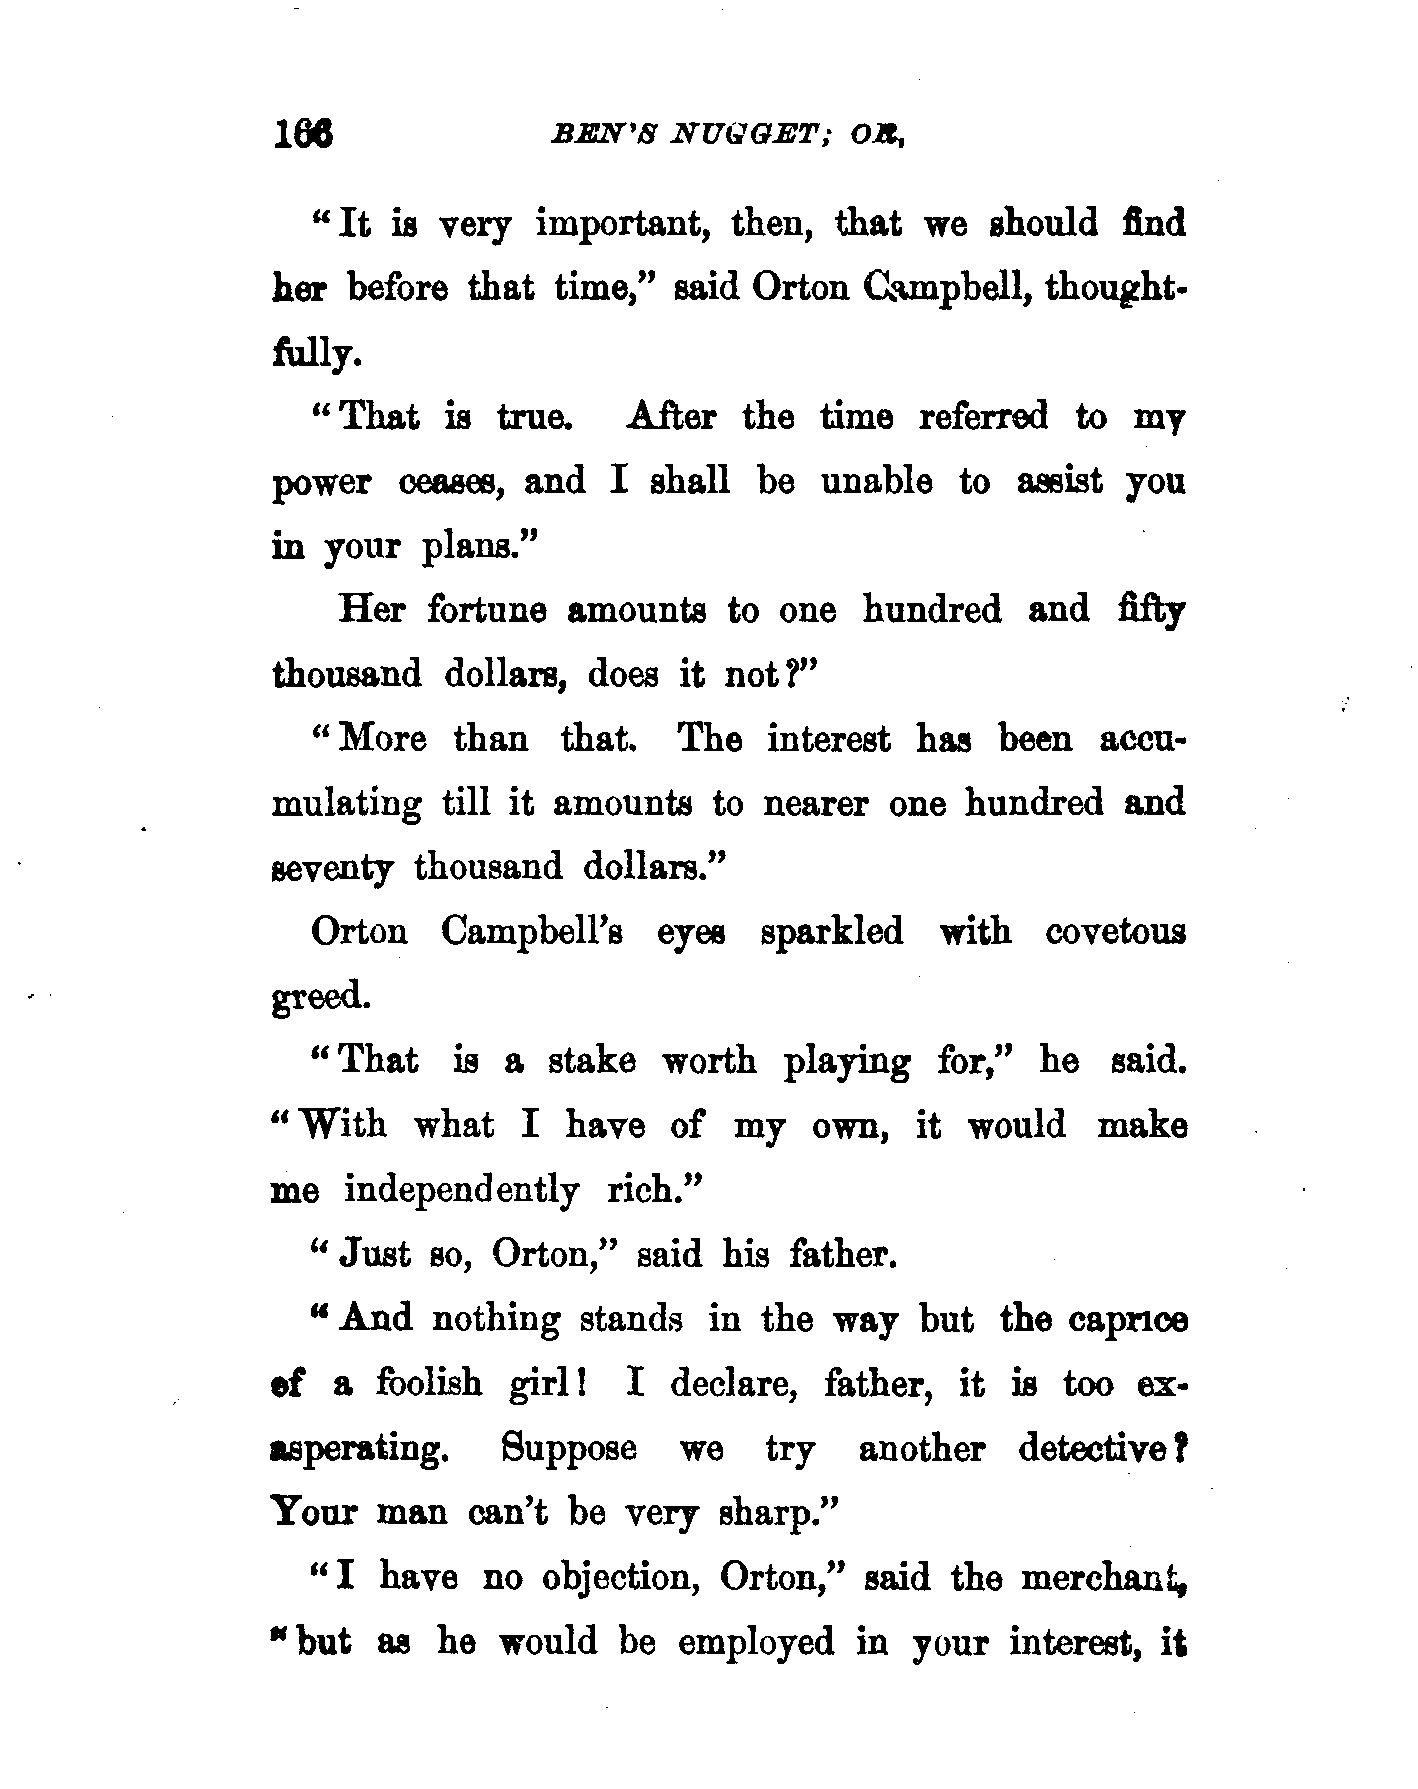 166 BEN'S NUGGET; OR,
"It is very important, then, that we should find
her before that time," said Orton Campbell, thought-
fully.
"That is true. After the time referred to my
power ceases, and I shall be unable to assist you
in your plans."
Her fortune amounts to one hundred and fifty
thousand dollars, does it not?"
"More than that. The interest has been accu-
mulating till it amounts to nearer one hundred and
seventy thousand dollars."
Orton Campbell's eyes sparkled with covetous
greed.
"That is a stake worth playing for," he said.
"With what I have of my own, it would make
me independently rich."
"Just so, Orton," said his father.
"And nothing stands in the way but the caprice
of a foolish girl! I declare, father, it is too ex-
asperating. Suppose we try another detective?
Your man can't be very sharp."
"I have no objection, Orton," said the merchant,
"but as he would be employed in your interest, it